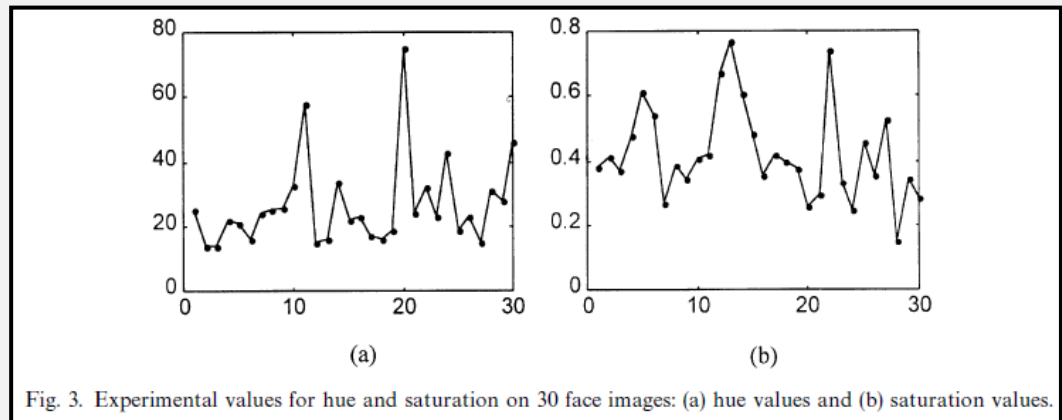 80
60
40
20
0
0 10 20 30
(a)
0.8
0.6
0.4
0.2
0
0 10 20 30
(b)
Fig. 3. Experimental values for hue and saturation on 30 face images: (a) hue values and (b) saturation values.